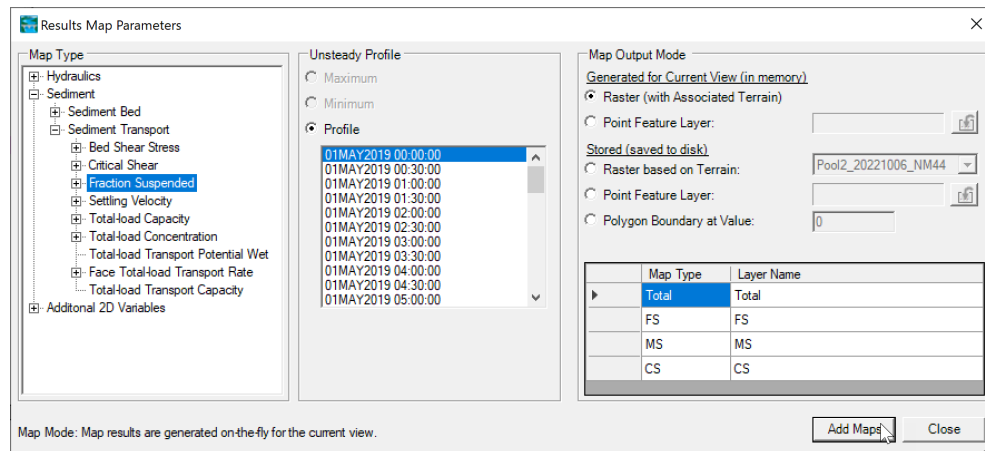 Results Map Parameters
Map Type
Hydraulics
Sediment
Sediment Bed
Sediment Transport
Bed Shear Stress
Critical Shear
Fraction Suspended
Settling Velocity
Total-load Capacity
Total-load Concentration
Total-load Transport Potential Wet
Face Total-load Transport Rate
Total-load Transport Capacity
Additonal 2D Variables
Unsteady Profile
Maximum
Minimum
Profile
01MAY2019 00:00:00
01MAY2019 00:30:00
01MAY2019 01:00:00
01MAY2019 01:30:00
01MAY2019 02:00:00
01MAY2019 02:30:00
01MAY2019 03:00:00
01MAY2019 03:30:00
01MAY2019 04:00:00
01MAY2019 04:30:00
01MAY2019 05:00:00
Map Output Mode
Generated for Current View (in memory)
Raster (with Associated Terrain)
Point Feature Layer:
Stored (saved to disk)
Raster based on Terrain: Pool2_20221006_NM44
Point Feature Layer:
Polygon Boundary at Value: 0
Map Type Layer Name
Total Total
FS FS
MS MS
CS CS
Map Mode: Map results are generated on-the-fly for the current view.
Add Maps Close